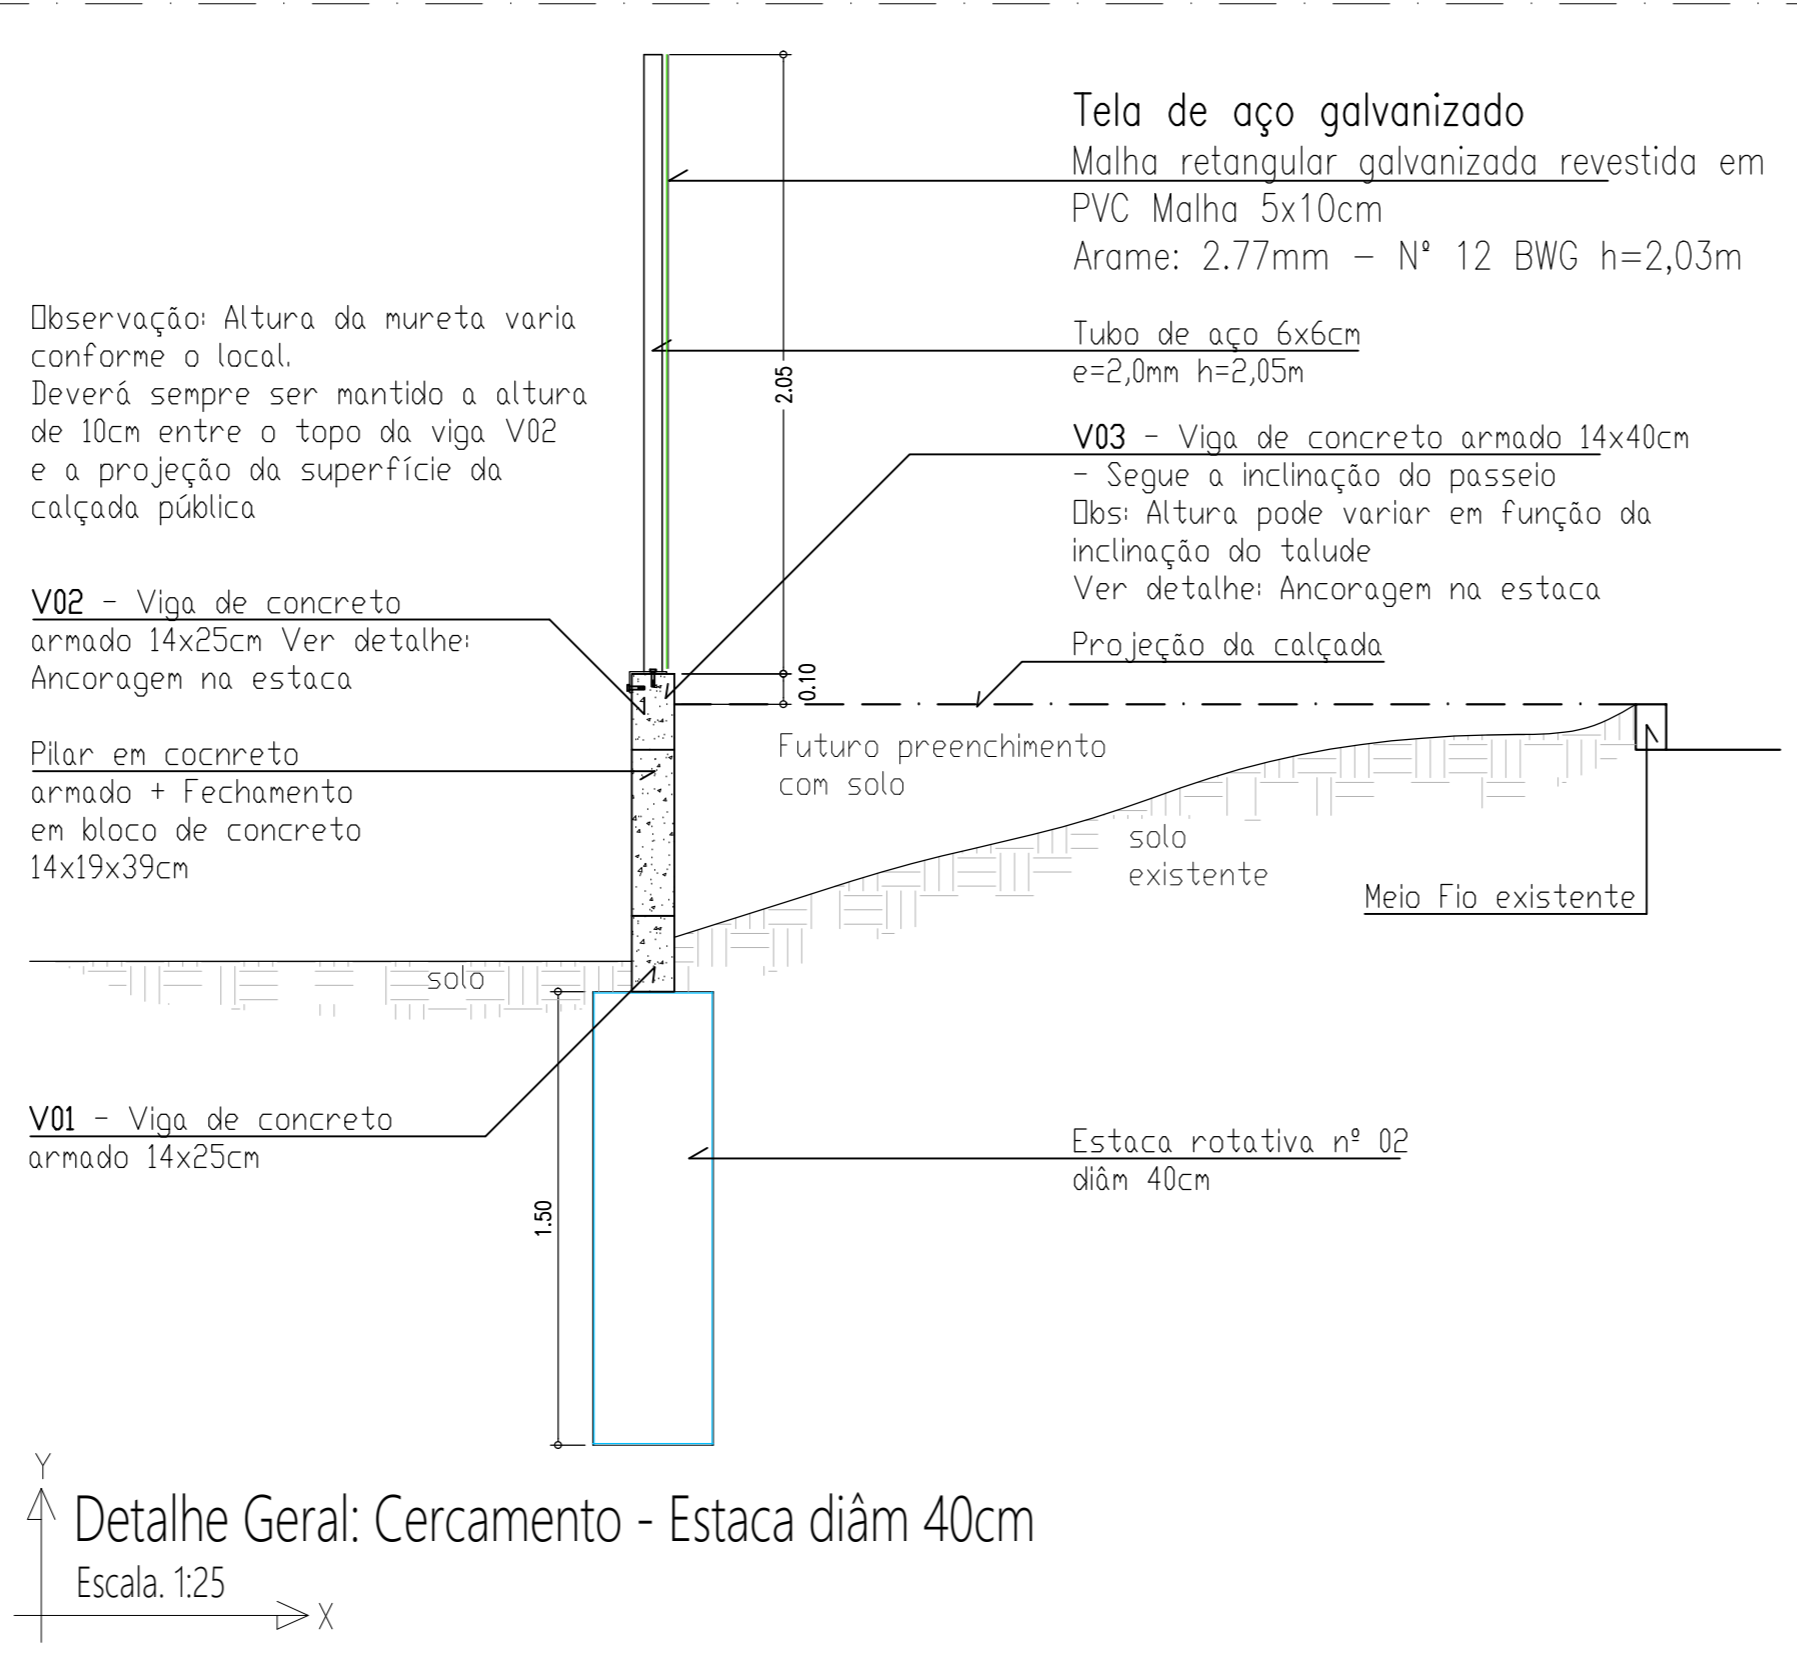 Tela de aço galvanizado
Malha retangular galvanizada revestida em
PVC Malha 5x10cm
Arame: 2.77mm – N° 12 BWG h=2,03m
Observação: Altura da mureta varia
conforme o local.
Deverá sempre ser mantido a altura
de 10cm entre o topo da viga V02
e a projeção da superfície da
calçada pública
Tubo de aço 6x6cm
e=2,0mm h=2,05m
2.05
V03 - Viga de concreto armado 14x40cm
- Segue a inclinação do passeio
Obs: Altura pode variar em função da
inclinação do talude
Ver detalhe: Ancoragem na estaca
V02 - Viga de concreto
armado 14x25cm Ver detalhe:
Ancoragem na estaca
Projeção da calçada
0.10
Pilar em cocnreto
armado + Fechamento
em bloco de concreto
14x19x39cm
Futuro preenchimento
com solo
solo
existente
Meio Fio existente
solo
V01 - Viga de concreto
armado 14x25cm
Estaca rotativa nº 02
diâm 40cm
1.50
Y
Detalhe Geral: Cercamento - Estaca diâm 40cm
Escala. 1:25
X